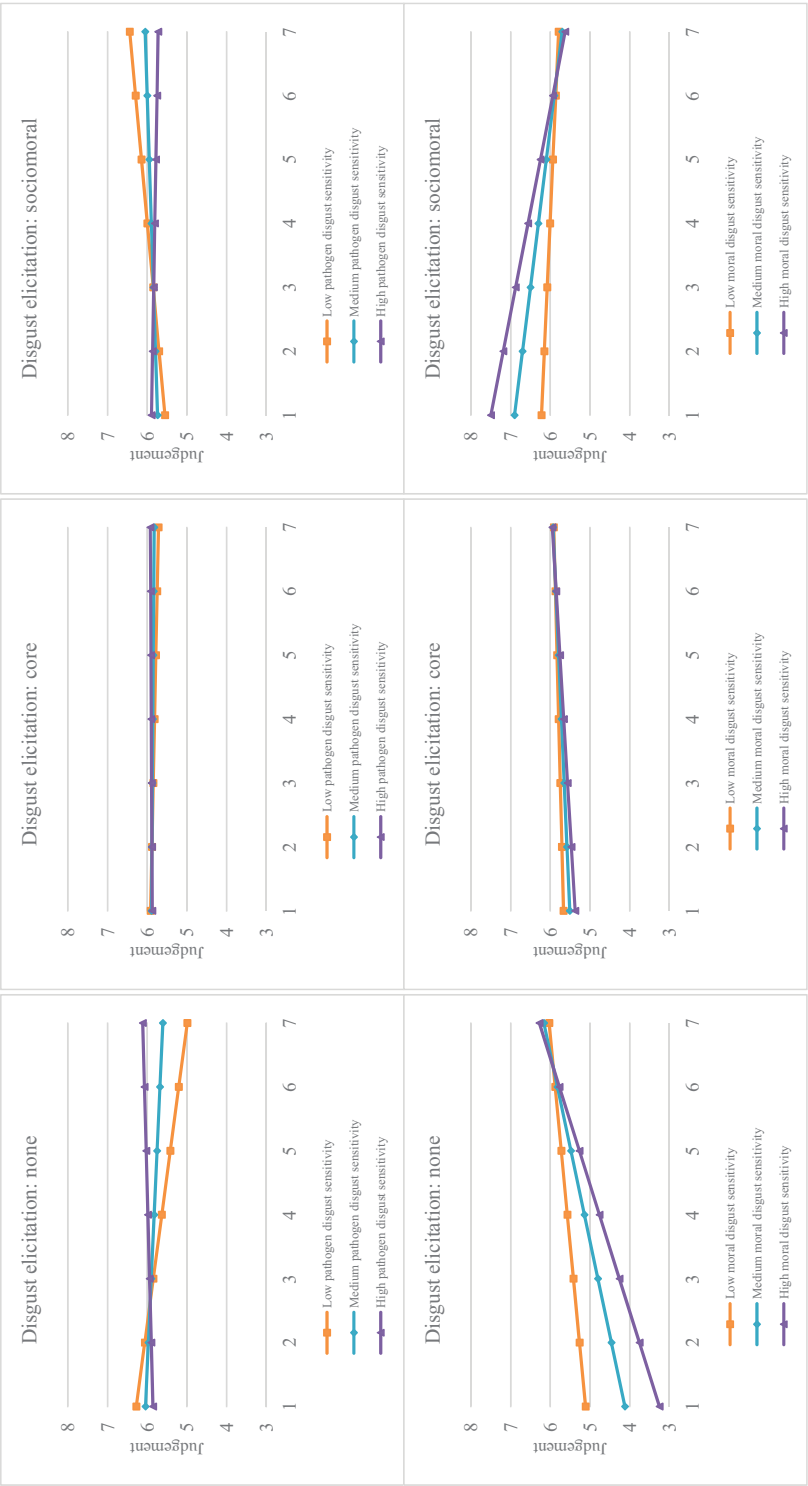 Disgust elicitation: none
8
7
6
5
4
3
Judgement
1 2 3 4 5 6 7
Low pathogen disgust sensitivity
Medium pathogen disgust sensitivity
High pathogen disgust sensitivity
Disgust elicitation: core
8
7
6
5
4
3
Judgement
1 2 3 4 5 6 7
Low pathogen disgust sensitivity
Medium pathogen disgust sensitivity
High pathogen disgust sensitivity
Disgust elicitation: sociomoral
8
7
6
5
4
3
Judgement
1 2 3 4 5 6 7
Low pathogen disgust sensitivity
Medium pathogen disgust sensitivity
High pathogen disgust sensitivity
Disgust elicitation: none
8
7
6
5
4
3
Judgement
1 2 3 4 5 6 7
Low moral disgust sensitivity
Medium moral disgust sensitivity
High moral disgust sensitivity
Disgust elicitation: core
8
7
6
5
4
3
Judgement
1 2 3 4 5 6 7
Low moral disgust sensitivity
Medium moral disgust sensitivity
High moral disgust sensitivity
Disgust elicitation: sociomoral
8
7
6
5
4
3
Judgement
1 2 3 4 5 6 7
Low moral disgust sensitivity
Medium moral disgust sensitivity
High moral disgust sensitivity